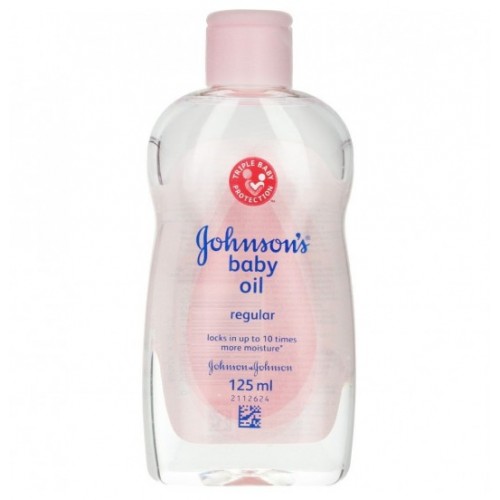 TRIPLE BABY
PROTECTION™
Johnson's®
baby
oil
regular
locks in up to 10 times
more moisture*
Johnson & Johnson
125 ml
2112624